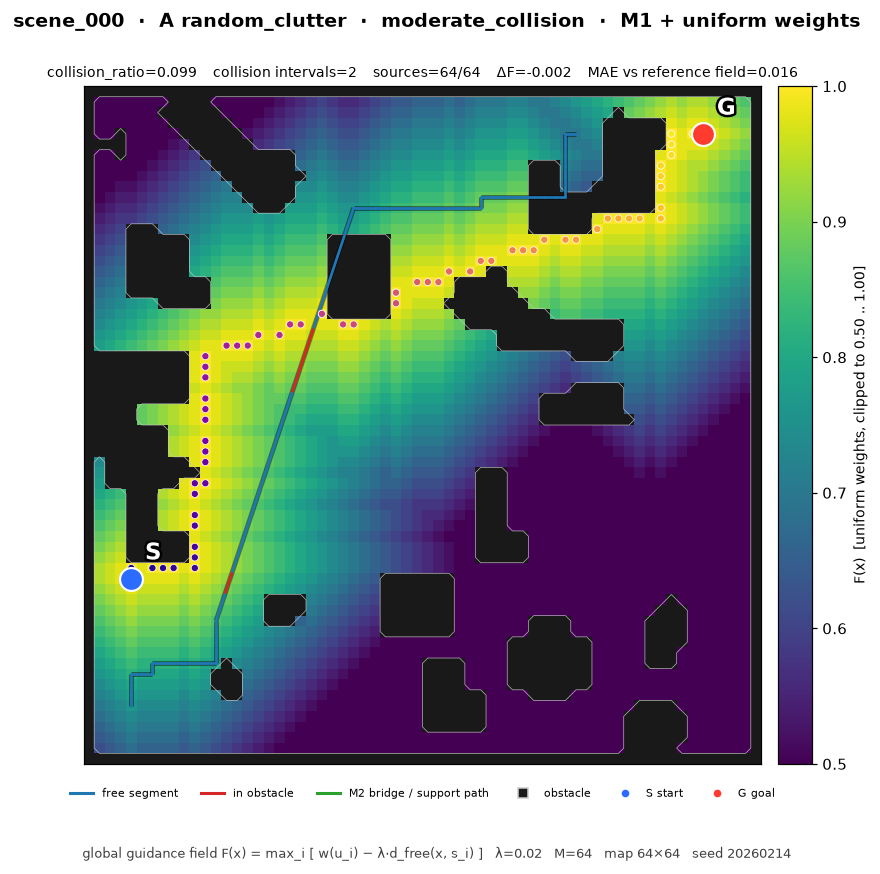 scene_000 · A random_clutter · moderate_collision · M1 + uniform weights
collision_ratio=0.099 collision intervals=2 sources=64/64 ΔF=-0.002 MAE vs reference field=0.016
G
S
1.0
0.9
0.8
0.7
0.6
0.5
F(x) [uniform weights, clipped to 0.50 .. 1.00]
free segment
in obstacle
M2 bridge / support path
obstacle
S start
G goal
global guidance field F(x) = max_i [ w(u_i) − λ·d_free(x, s_i) ] λ=0.02 M=64 map 64×64 seed 20260214